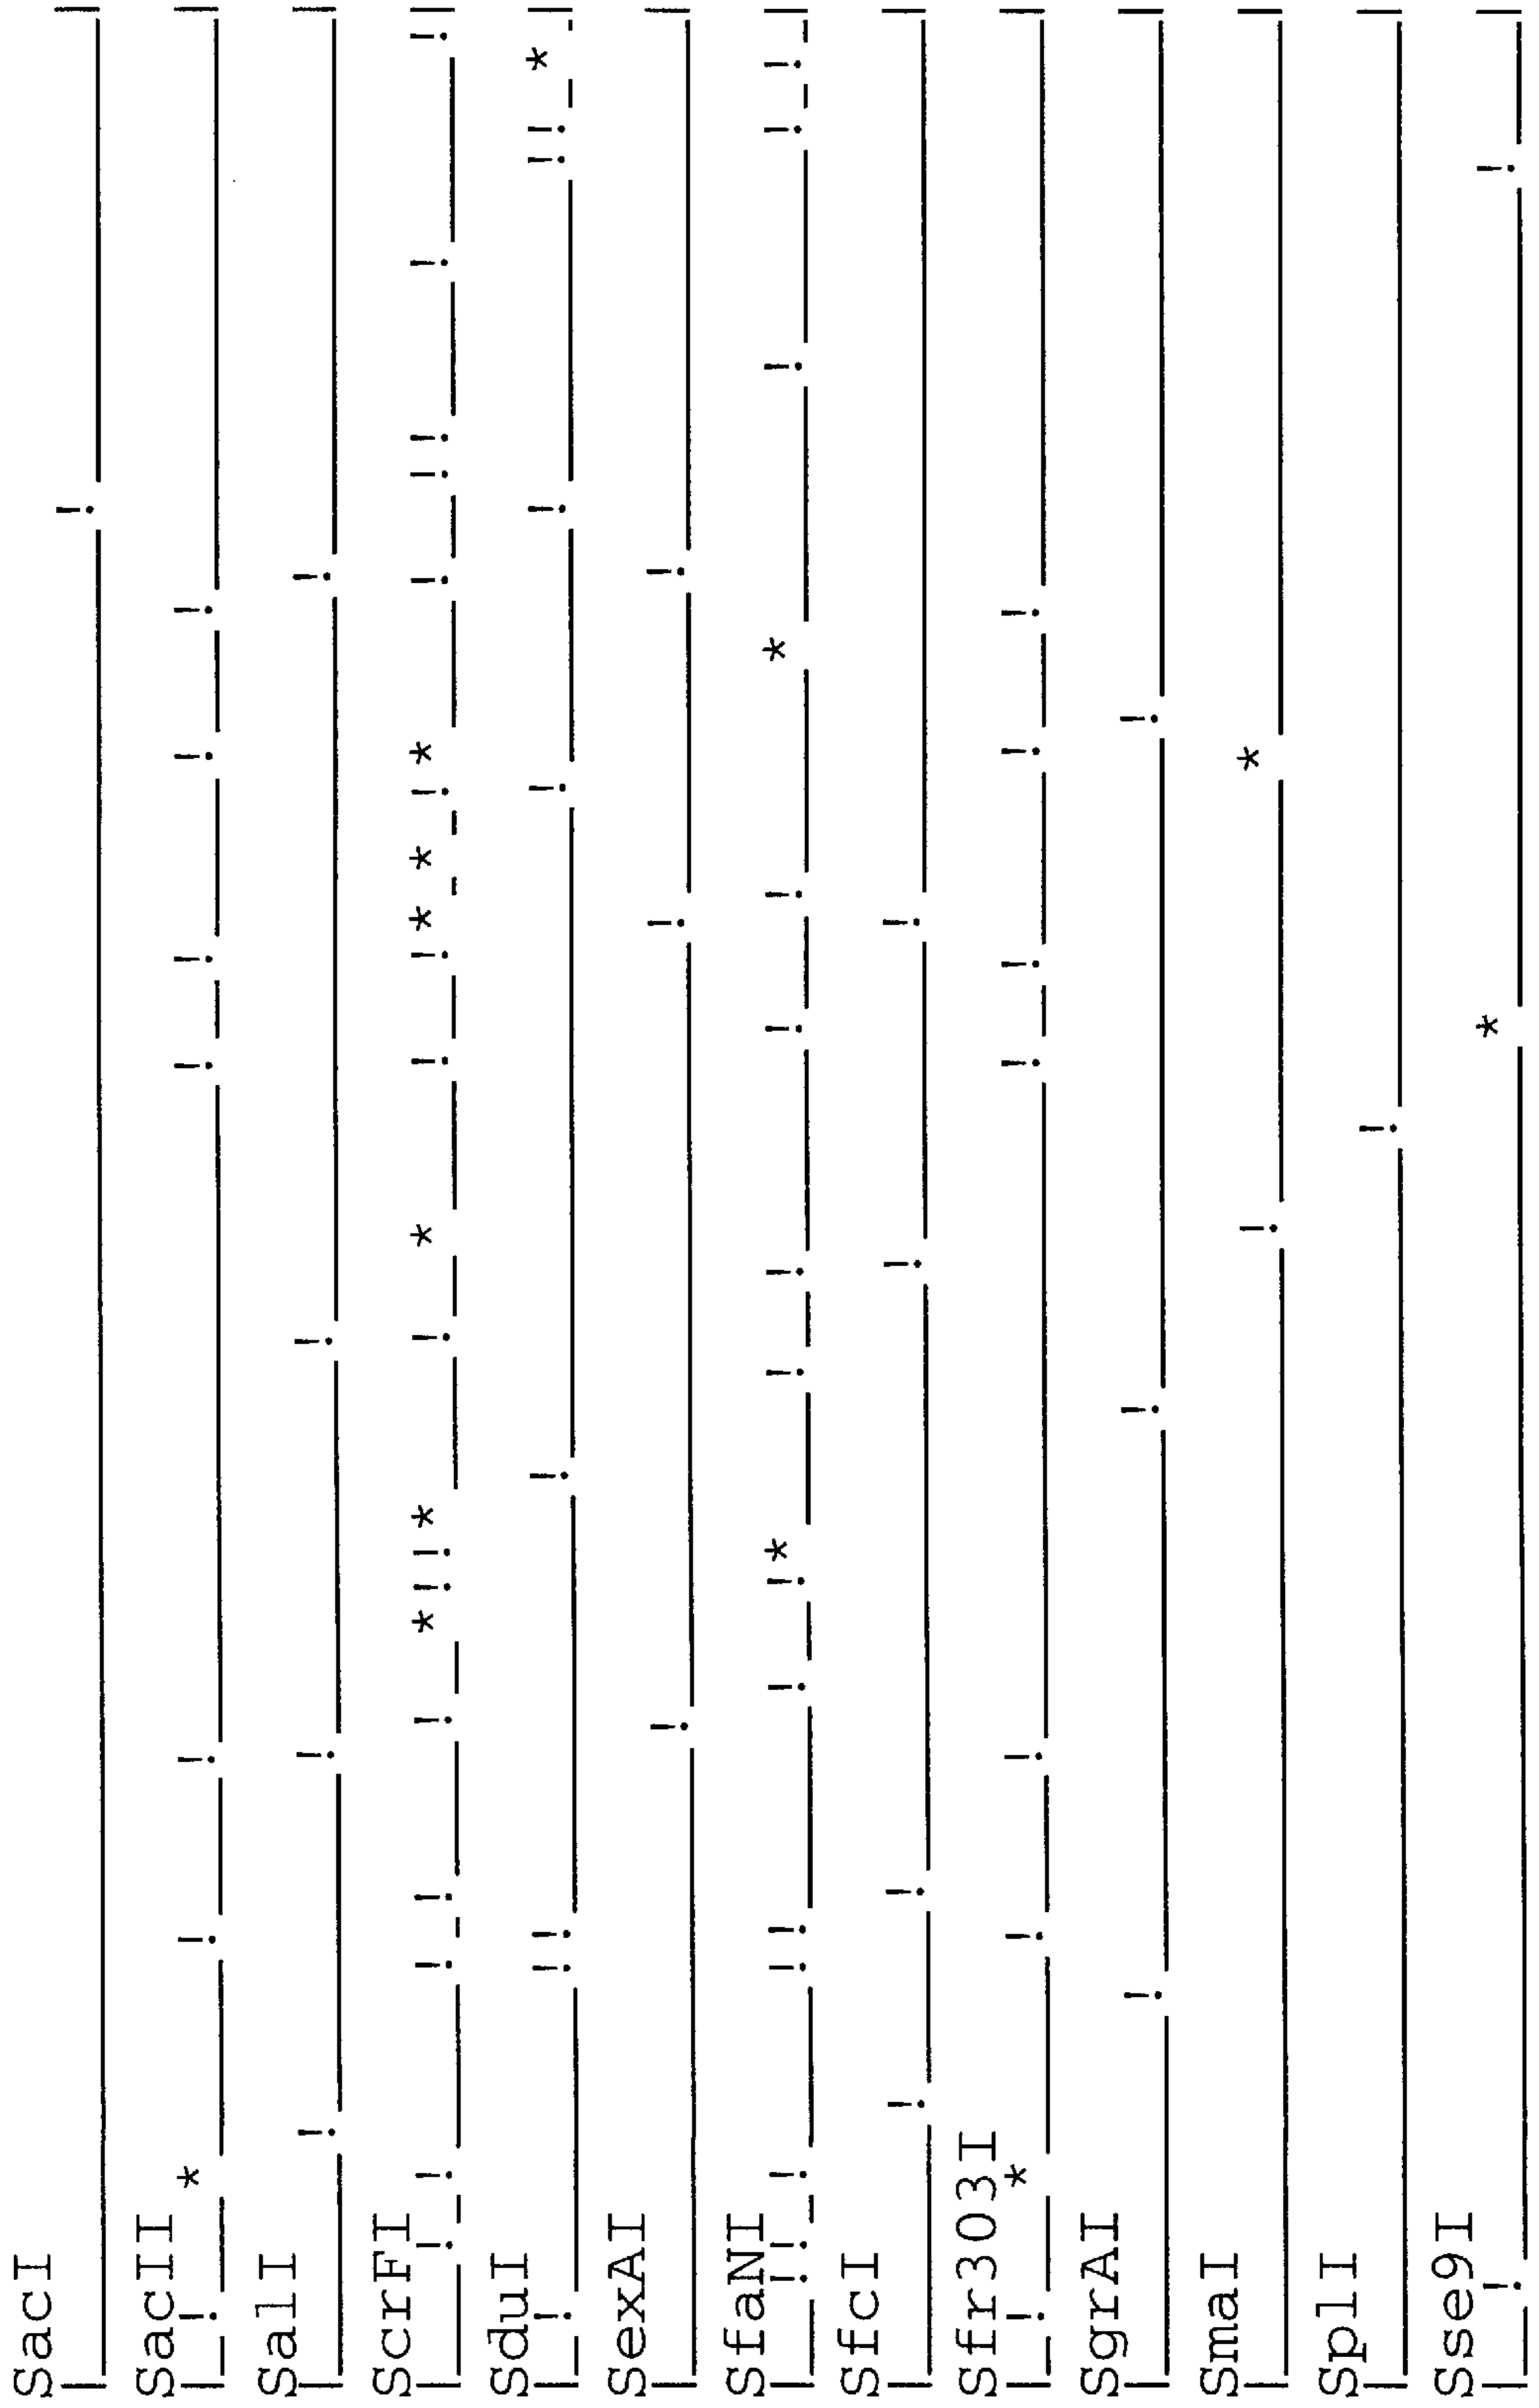 SacI
SacII
SalI
ScrFI
SduI
SexAI
SfaNI
SfcI
Sfr303I
SgrAI
SmaI
SplI
Sse9I